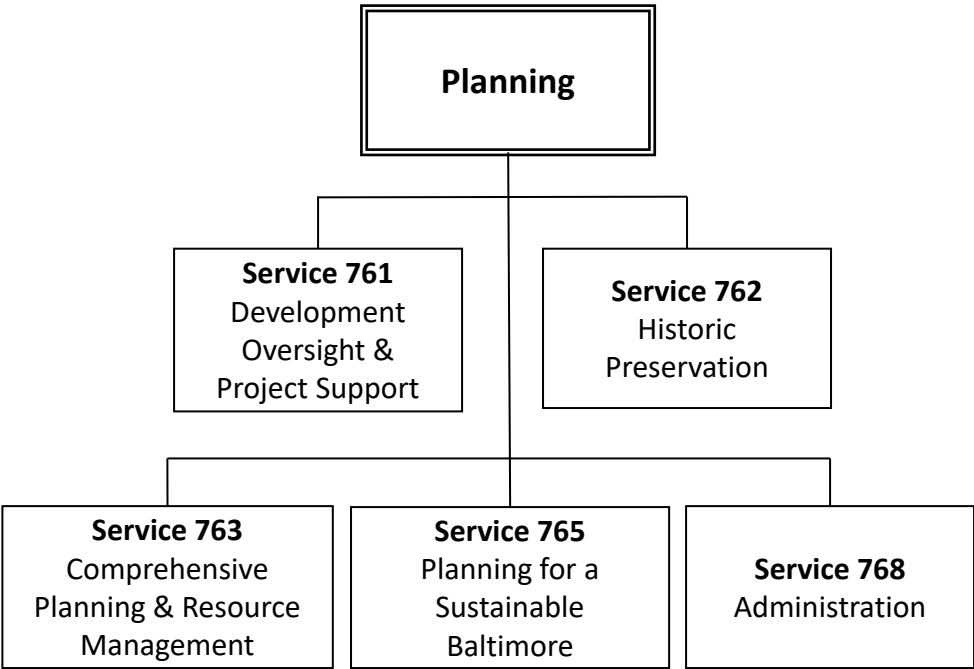 Planning
Service 761
Development
Oversight &
Project Support
Service 762
Historic
Preservation
Service 763
Comprehensive
Planning & Resource
Management
Service 765
Planning for a
Sustainable
Baltimore
Service 768
Administration